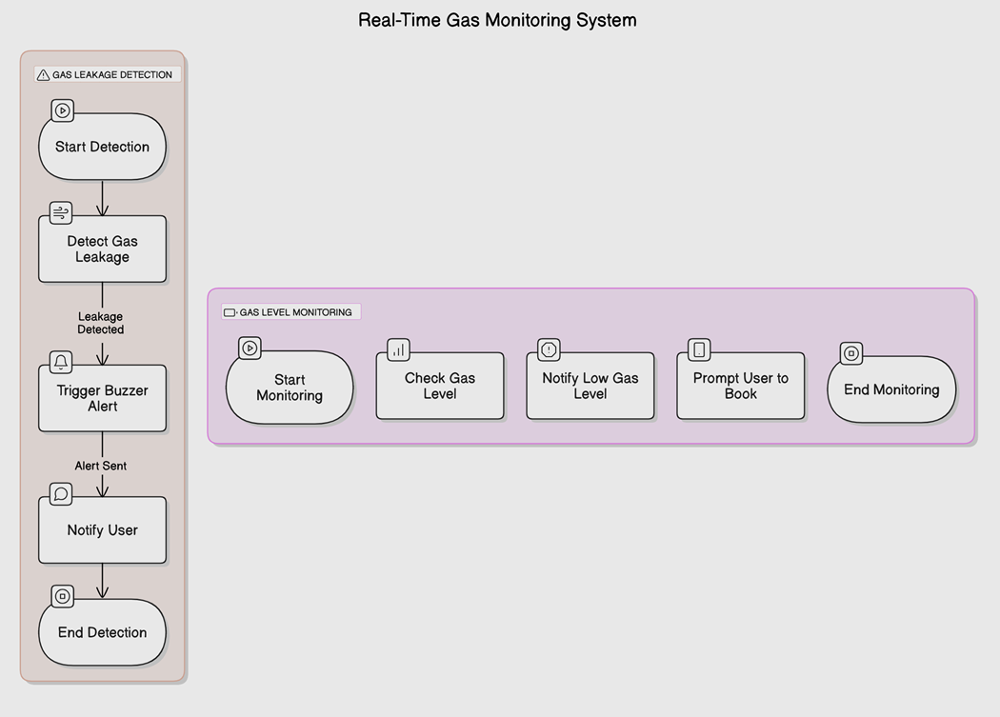 Real-Time Gas Monitoring System
GAS LEAKAGE DETECTION
Start Detection
Detect Gas
Leakage
Leakage
Detected
Trigger Buzzer
Alert
Alert Sent
Notify User
End Detection
GAS LEVEL MONITORING
Start
Monitoring
Check Gas
Level
Notify Low Gas
Level
Prompt User to
Book
End Monitoring